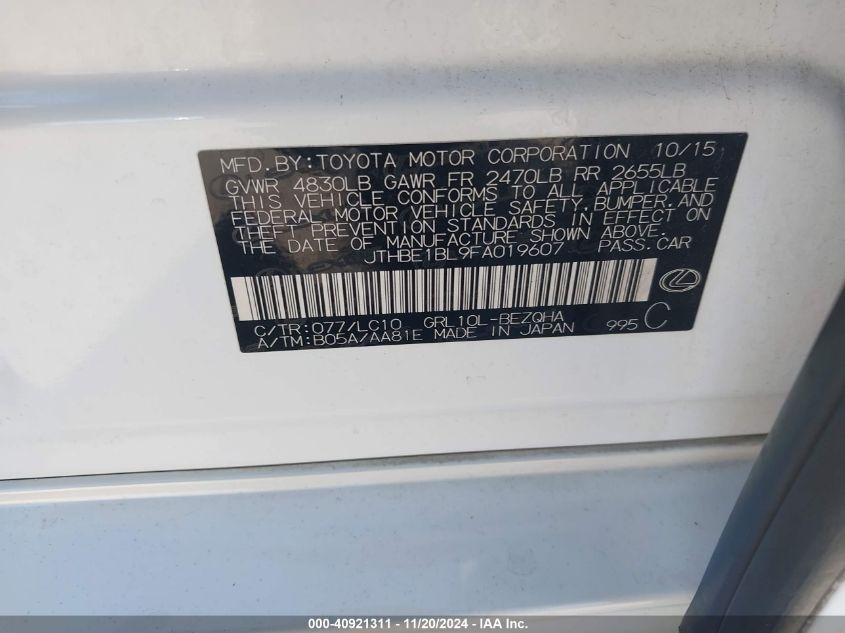 MFD. BY: TOYOTA MOTOR CORPORATION 10/15
GVWR 4830LB GAWR FR 2470LB RR 2655LB
THIS VEHICLE CONFORMS TO ALL APPLICABLE
FEDERAL MOTOR VEHICLE SAFETY, BUMPER, AND
THEFT PREVENTION STANDARDS IN EFFECT ON
THE DATE OF MANUFACTURE SHOWN ABOVE.
JTHBE1BL9FA019607 PASS.CAR
C/TR:077/LC10 GRL10L-BEZQHA
A/TM:B05A/AA81E MADE IN JAPAN 995 C
000-40921311 - 11/20/2024 - IAA Inc.